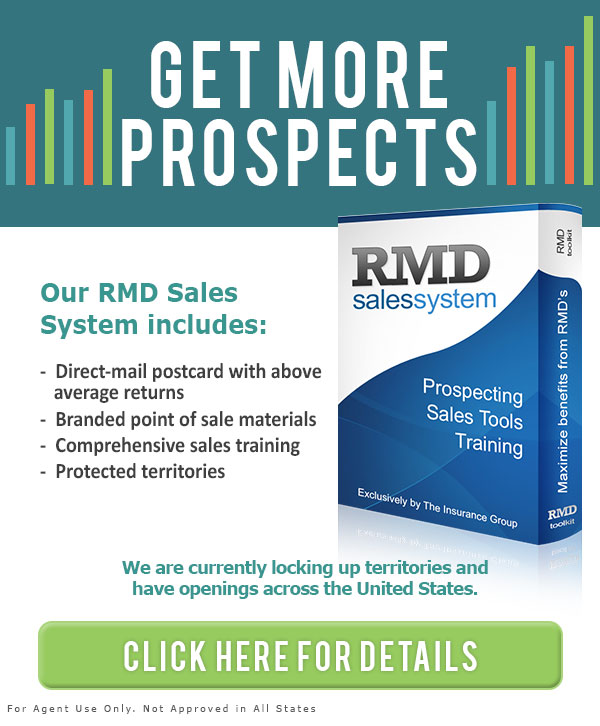 GET MORE
PROSPECTS
RMD
salessystem
Prospecting
Sales Tools
Training
Exclusively by The Insurance Group
RMD
toolkit
Maximize benefits from RMD's
RMD
toolkit
Our RMD Sales
System includes:
- Direct-mail postcard with above
average returns
- Branded point of sale materials
- Comprehensive sales training
- Protected territories
We are currently locking up territories and
have openings across the United States.
CLICK HERE FOR DETAILS
For Agent Use Only. Not Approved in All States